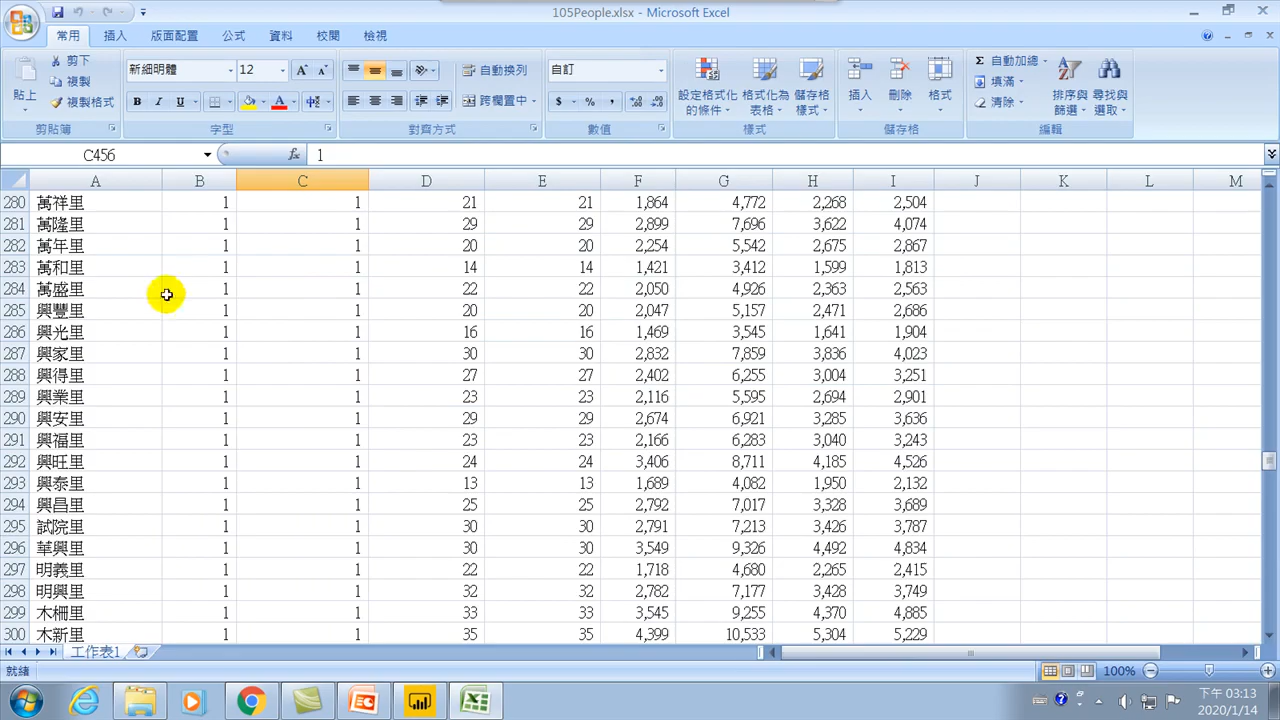 105People.xlsx - Microsoft Excel
常用 插入 版面配置 公式 資料 校閱 檢視
貼上 剪下 複製 複製格式 剪貼簿
新細明體 12 A A B I U A 字型
自動換列 跨欄置中 對齊方式
自訂 $ % , 數值
設定格式化的條件 格式化為表格 儲存格樣式 樣式
插入 刪除 格式 儲存格
Σ 自動加總 填滿 清除 排序與篩選 尋找與選取 編輯
C456 fx 1
A B C D E F G H I J K L M
280 萬祥里 1 1 21 21 1,864 4,772 2,268 2,504
281 萬隆里 1 1 29 29 2,899 7,696 3,622 4,074
282 萬年里 1 1 20 20 2,254 5,542 2,675 2,867
283 萬和里 1 1 14 14 1,421 3,412 1,599 1,813
284 萬盛里 1 1 22 22 2,050 4,926 2,363 2,563
285 興豐里 1 1 20 20 2,047 5,157 2,471 2,686
286 興光里 1 1 16 16 1,469 3,545 1,641 1,904
287 興家里 1 1 30 30 2,832 7,859 3,836 4,023
288 興得里 1 1 27 27 2,402 6,255 3,004 3,251
289 興業里 1 1 23 23 2,116 5,595 2,694 2,901
290 興安里 1 1 29 29 2,674 6,921 3,285 3,636
291 興福里 1 1 23 23 2,166 6,283 3,040 3,243
292 興旺里 1 1 24 24 3,406 8,711 4,185 4,526
293 興泰里 1 1 13 13 1,689 4,082 1,950 2,132
294 興昌里 1 1 25 25 2,792 7,017 3,328 3,689
295 試院里 1 1 30 30 2,791 7,213 3,426 3,787
296 華興里 1 1 30 30 3,549 9,326 4,492 4,834
297 明義里 1 1 22 22 1,718 4,680 2,265 2,415
298 明興里 1 1 32 32 2,782 7,177 3,428 3,749
299 木柵里 1 1 33 33 3,545 9,255 4,370 4,885
300 木新里 1 1 35 35 4,399 10,533 5,304 5,229
工作表1
就緒 100%
下午 03:13
2020/1/14